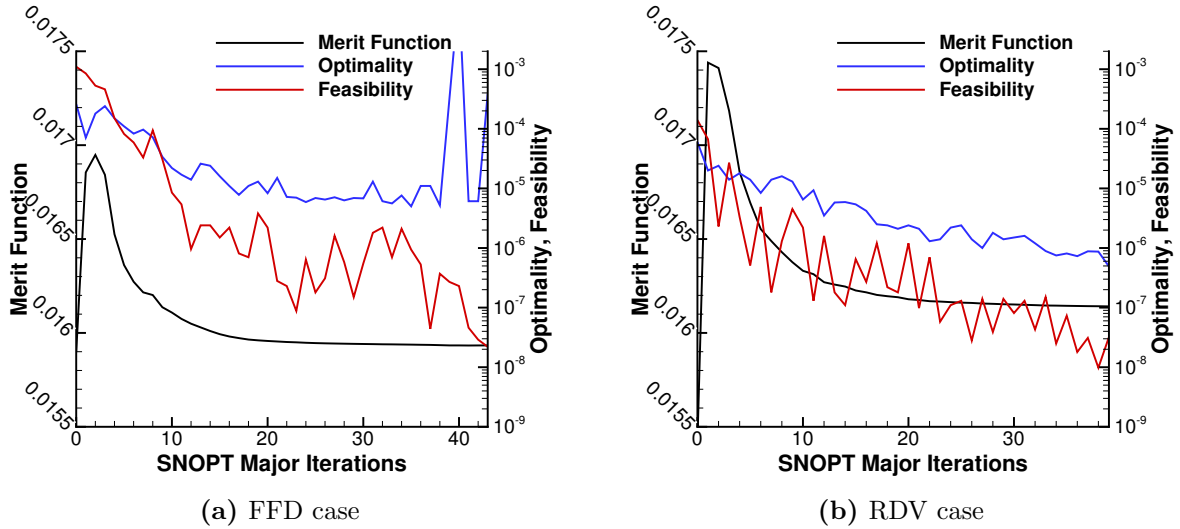 Merit Function
Optimality
Feasibility
0.0175
0.017
0.0165
0.016
0.0155
Merit Function
10⁻³
10⁻⁴
10⁻⁵
10⁻⁶
10⁻⁷
10⁻⁸
10⁻⁹
Optimality, Feasibility
0 10 20 30 40
SNOPT Major Iterations
(a) FFD case
Merit Function
Optimality
Feasibility
0.0175
0.017
0.0165
0.016
0.0155
Merit Function
10⁻³
10⁻⁴
10⁻⁵
10⁻⁶
10⁻⁷
10⁻⁸
10⁻⁹
Optimality, Feasibility
0 10 20 30
SNOPT Major Iterations
(b) RDV case